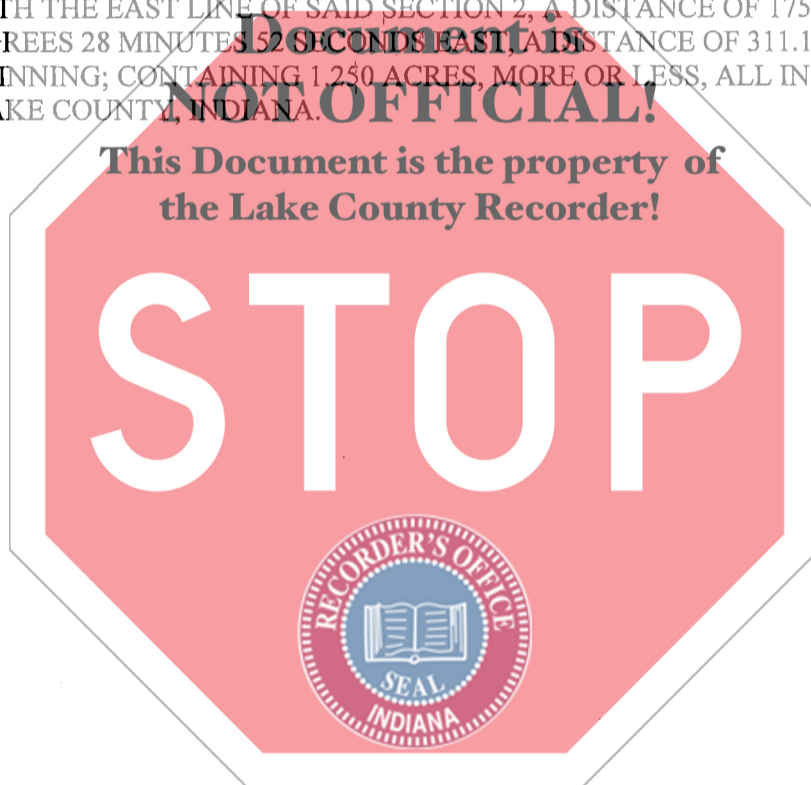 TH THE EAST LINE OF SAID SECTION 2, A DISTANCE OF 175
REES 28 MINUTES 52 SECONDS EAST, A DISTANCE OF 311.1
INNING; CONTAINING 1.250 ACRES, MORE OR LESS, ALL IN
AKE COUNTY, INDIANA.
Document is
NOT OFFICIAL!
This Document is the property of
the Lake County Recorder!
STOP
RECORDER'S OFFICE
SEAL
INDIANA